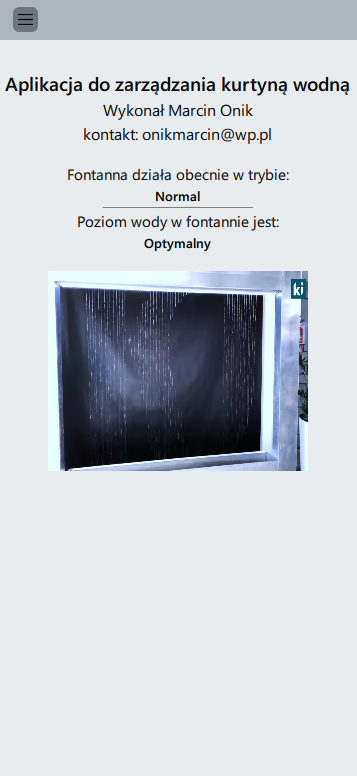 Aplikacja do zarządzania kurtyną wodną
Wykonał Marcin Onik
kontakt: onikmarcin@wp.pl
Fontanna działa obecnie w trybie:
Normal
Poziom wody w fontannie jest:
Optymalny
ki